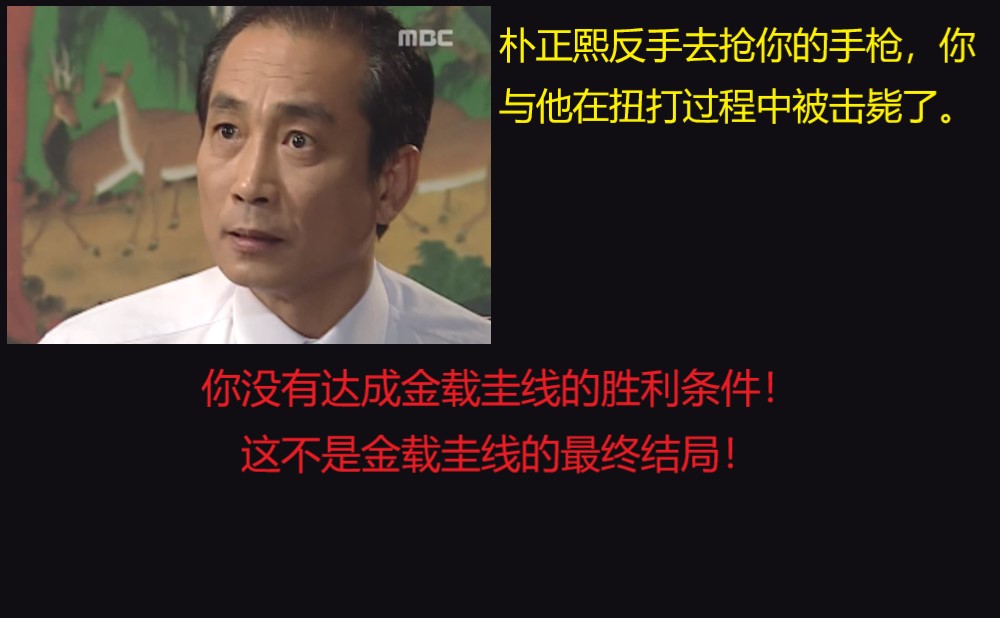 MBC
朴正熙反手去抢你的手枪，你
与他在扭打过程中被击毙了。
你没有达成金载圭线的胜利条件！
这不是金载圭线的最终结局！